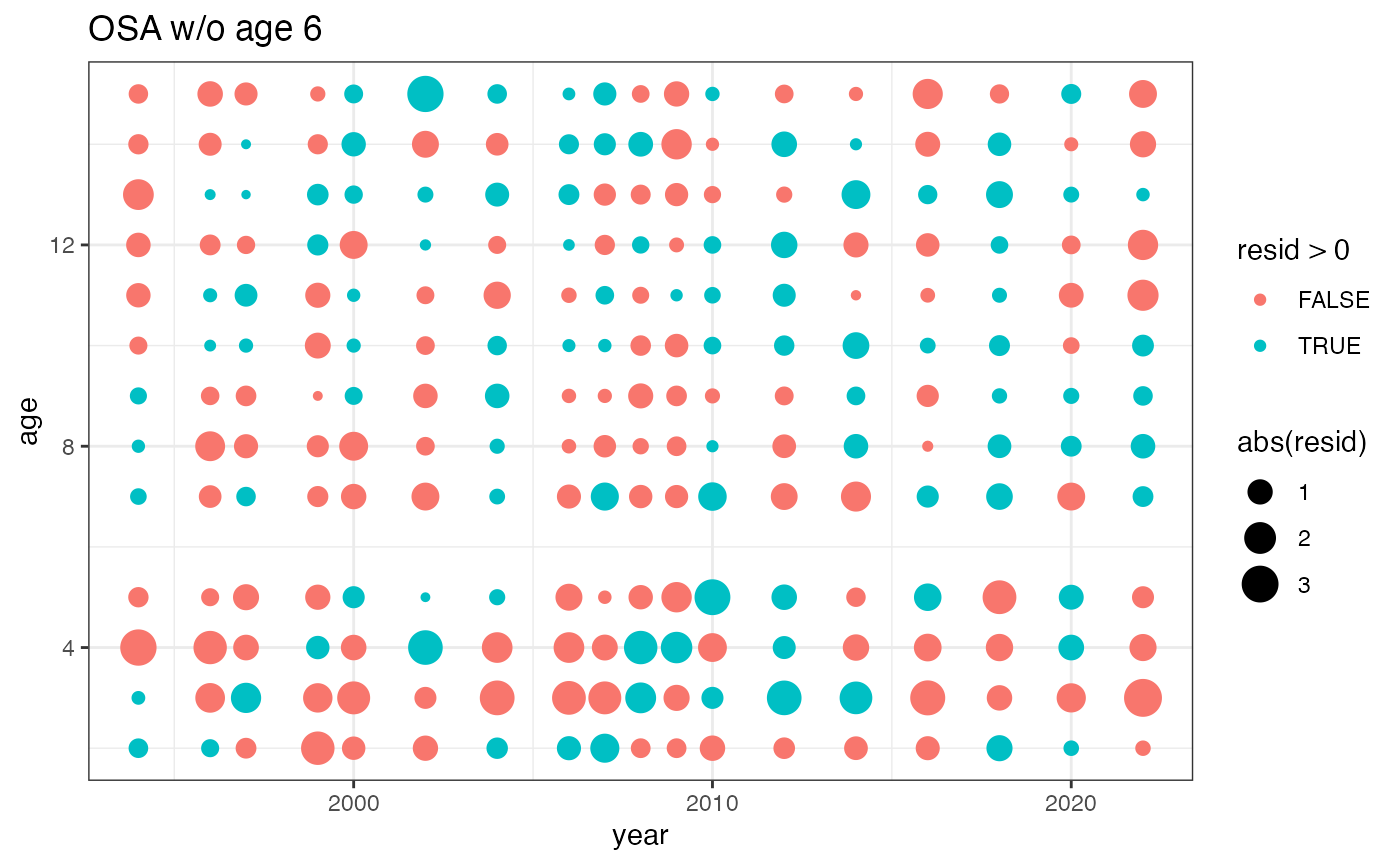 OSA w/o age 6
age
12
8
4
2000
2010
2020
year
resid > 0
FALSE
TRUE
abs(resid)
1
2
3